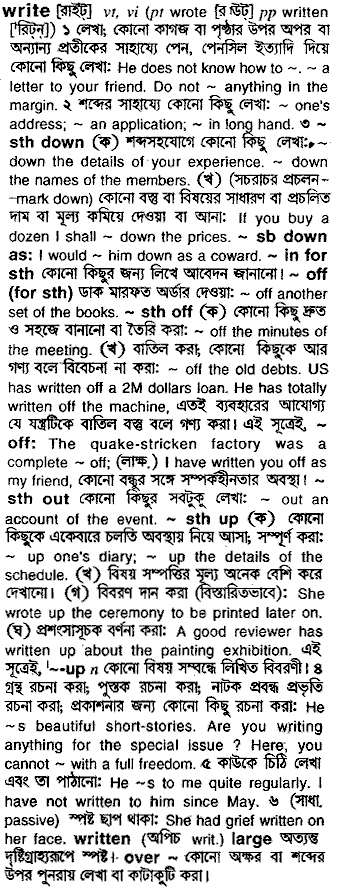 write [রাইট্] vt, vi (pt wrote [রউট্] pp written
['রিট্‌ন্]) ১ লেখা; কোনো কাগজ বা পৃষ্ঠার উপর অপর বা
অন্যান্য প্রতীকের সাহায্যে পেন, পেনসিল ইত্যাদি দিয়ে
কোনো কিছু লেখা: He does not know how to ~. ~ a
letter to your friend. Do not ~ anything in the
margin. ২ শব্দের সাহায্যে কোনো কিছু লেখা: ~ one's
address; ~ an application; ~ in long hand. ৩ ~
sth down (ক) শব্দসহযোগে কোনো কিছু লেখা: ~
down the details of your experience. ~ down
the names of the members. (খ) (সচরাচর প্রচলন-
–mark down) কোনো বস্তু বা বিষয়ের সাধারণ বা প্রচলিত
দাম বা মূল্য কমিয়ে দেওয়া বা আনা: If you buy a
dozen I shall ~ down the prices. ~ sb down
as: I would ~ him down as a coward. ~ in for
sth কোনো কিছুর জন্য লিখে আবেদন জানানো। ~ off
(for sth) ডাক মারফত অর্ডার দেওয়া: ~ off another
set of the books. ~ sth off (ক) কোনো কিছু দ্রুত
ও সহজে বানানো বা তৈরি করা: ~ off the minutes of
the meeting. (খ) বাতিল করা; কোনো কিছুকে আর
গণ্য বলে বিবেচনা না করা: ~ off the old debts. US
has written off a 2M dollars loan. He has totally
written off the machine, এতই ব্যবহারের আযোগ্য
যে যন্ত্রটিকে বাতিল বস্তু বলে গণ্য করা। এই সূত্রেই, ~
off: The quake-stricken factory was a
complete ~ off; (লাক্ষ.) I have written you off as
my friend, কোনো বন্ধুর সঙ্গে সম্পর্কহীনতার অবস্থা। ~
sth out কোনো কিছুর সবটুকু লেখা: ~ out an
account of the event. ~ sth up (ক) কোনো
কিছুকে একেবারে চলতি অবস্থায় নিয়ে আসা; সম্পূর্ণ করা:
~ up one's diary; ~ up the details of the
schedule. (খ) বিষয় সম্পত্তির মূল্য অনেক বেশি করে
দেখানো। (গ) বিবরণ দান করা (বিস্তারিতভাবে): She
wrote up the ceremony to be printed later on.
(ঘ) প্রশংসাসূচক বর্ণনা করা: A good reviewer has
written up about the painting exhibition. এই
সূত্রেই, '~-up n কোনো বিষয় সম্বন্ধে লিখিত বিবরণী। ৪
গ্রন্থ রচনা করা; পুস্তক রচনা করা; নাটক প্রবন্ধ প্রভৃতি
রচনা করা; প্রকাশনার জন্য কোনো কিছু রচনা করা: He
~s beautiful short-stories. Are you writing
anything for the special issue ? Here, you
cannot ~ with a full freedom. ৫ কাউকে চিঠি লেখা
এবং তা পাঠানো: He ~s to me quite regularly. I
have not written to him since May. ৬ (সাধা.
passive) স্পষ্ট ছাপ থাকা: She had grief written on
her face. written (অপিচ writ.) large অত্যন্ত
দৃষ্টিগ্রাহ্যরূপে স্পষ্ট। over ~ কোনো অক্ষর বা শব্দের
উপর পুনরায় লেখা বা কাটাকুটি করা।